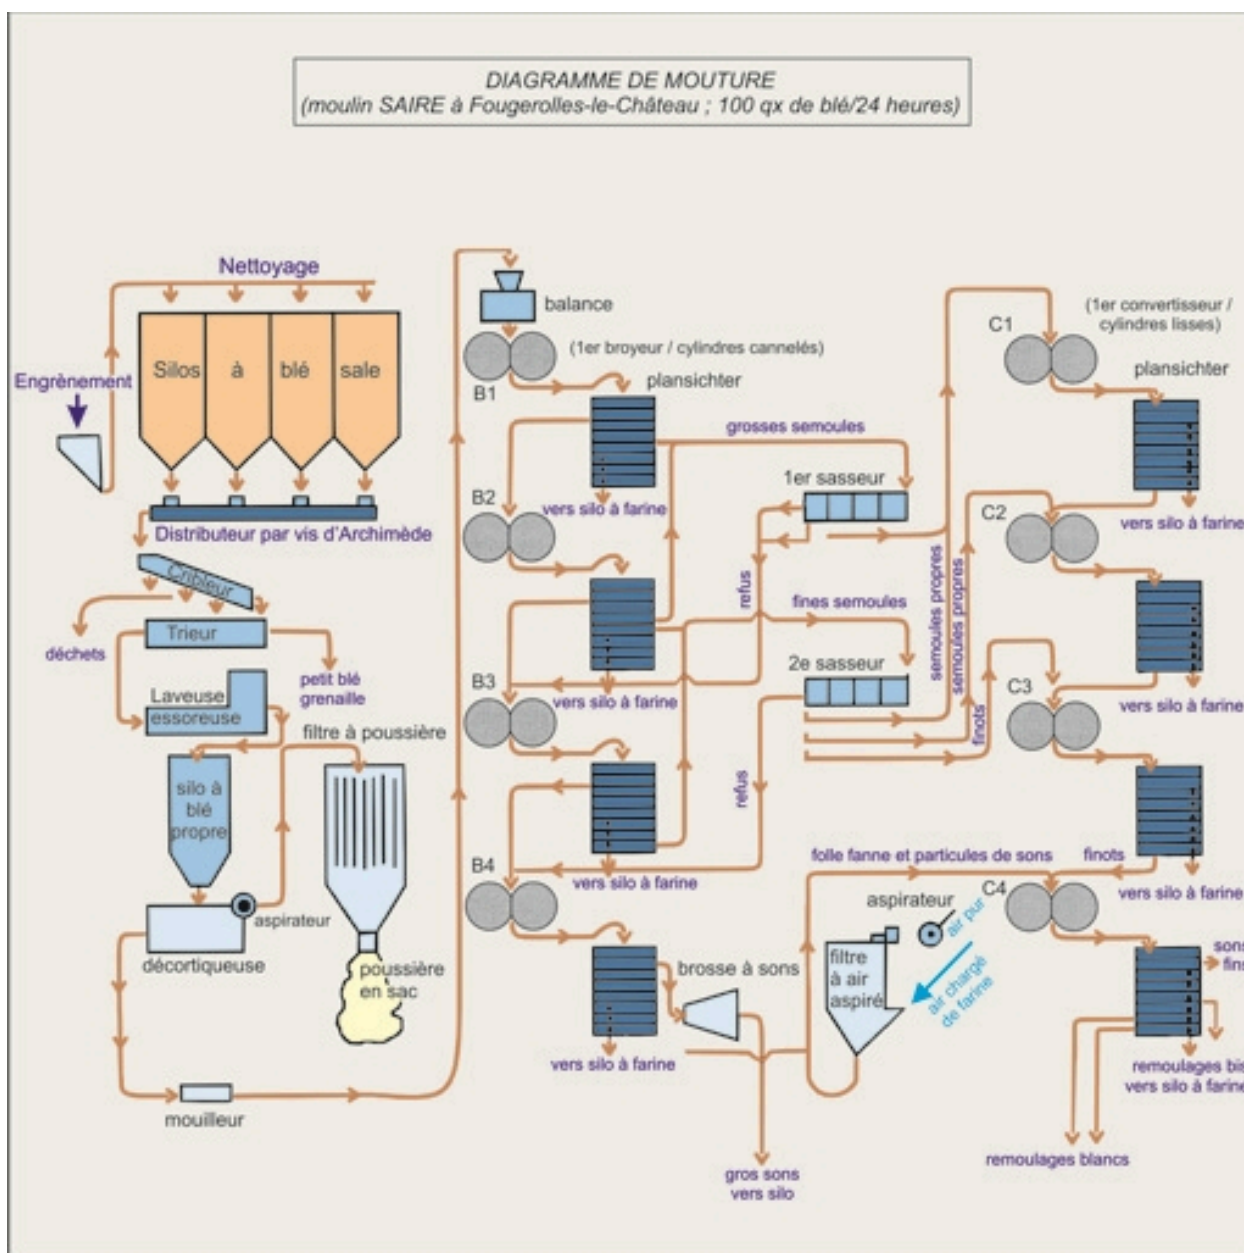 DIAGRAMME DE MOUTURE
(moulin SAIRE à Fougerolles-le-Château ; 100 qx de blé/24 heures)
Nettoyage
Engrènement
Silos à blé sale
Distributeur par vis d'Archimède
Cribleur
déchets
Trieur
petit blé
grenaille
Laveuse
essoreuse
filtre à poussière
silo à
blé
propre
aspirateur
décortiqueuse
poussière
en sac
mouilleur
balance
(1er broyeur / cylindres cannelés)
B1
plansichter
grosses semoules
vers silo à farine
B2
1er sasseur
refus
fines semoules
vers silo à farine
B3
2e sasseur
refus
vers silo à farine
B4
brosse à sons
vers silo à farine
gros sons
vers silo
semoules propres
semoules propres
finots
C1
(1er convertisseur /
cylindres lisses)
plansichter
vers silo à farine
C2
vers silo à farine
C3
vers silo à farine
folle fanne et particules de sons
finots
C4
aspirateur
air pur
filtre
à air
aspiré
air chargé
de farine
sons
fins
remoulages bis
vers silo à farine
remoulages blancs